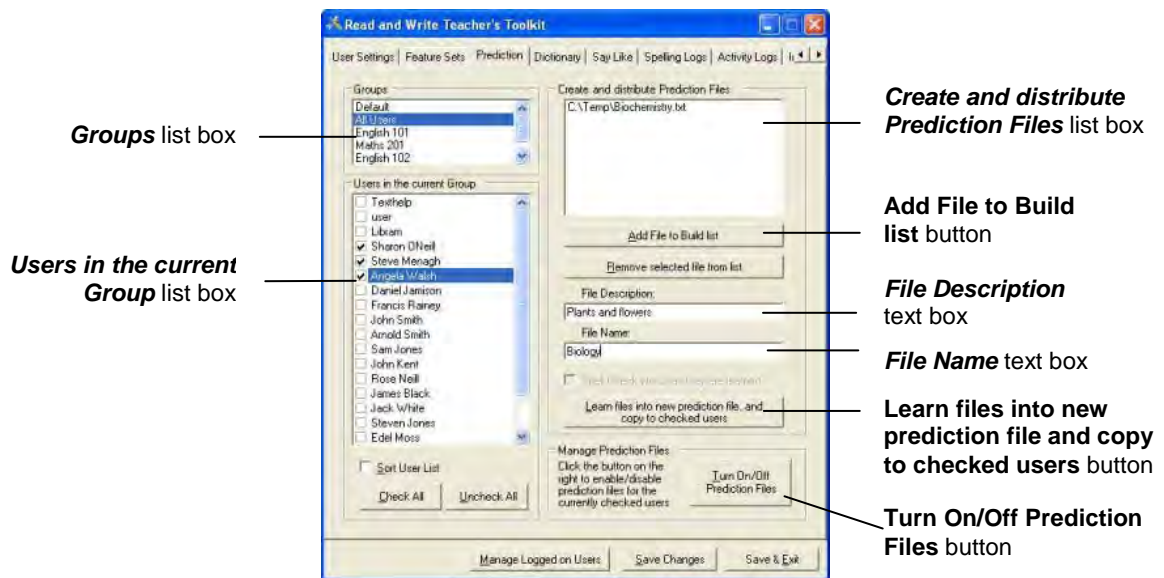 Read and Write Teacher's Toolkit
User Settings Feature Sets Prediction Dictionary Say Like Spelling Logs Activity Logs
Groups
Default
All Users
English 101
Maths 201
English 102
Users in the current Group
Texthelp
user
Libxam
Sharon ONeill
Steve Menagh
Angela Walsh
Daniel Jamison
Francis Rainey
John Smith
Arnold Smith
Sam Jones
John Kent
Rose Neill
James Black
Jack White
Steven Jones
Edel Moss
Sort User List
Check All Uncheck All
Create and distribute Prediction Files
C:\Temp\Biochemistry.txt
Add File to Build list
Remove selected file from list
File Description:
Plants and flowers
File Name:
Biology
Learn files into new prediction file, and
copy to checked users
Manage Prediction Files
Click the button on the
right to enable/disable
prediction files for the
currently checked users
Turn On/Off
Prediction Files
Manage Logged on Users Save Changes Save & Exit
Groups list box
Users in the current
Group list box
Create and distribute
Prediction Files list box
Add File to Build
list button
File Description
text box
File Name text box
Learn files into new
prediction file and copy
to checked users button
Turn On/Off Prediction
Files button